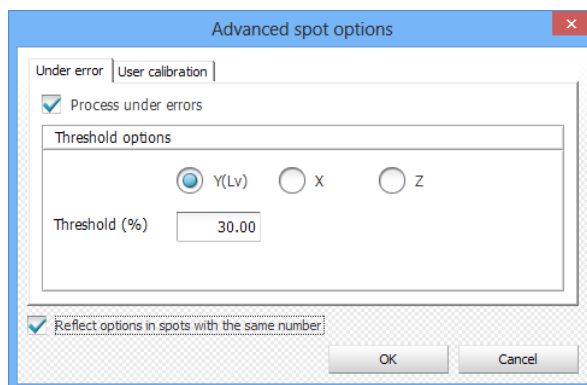 Advanced spot options
Under error User calibration
Process under errors
Threshold options
Y(Lv) X Z
Threshold (%) 30.00
Reflect options in spots with the same number
OK Cancel